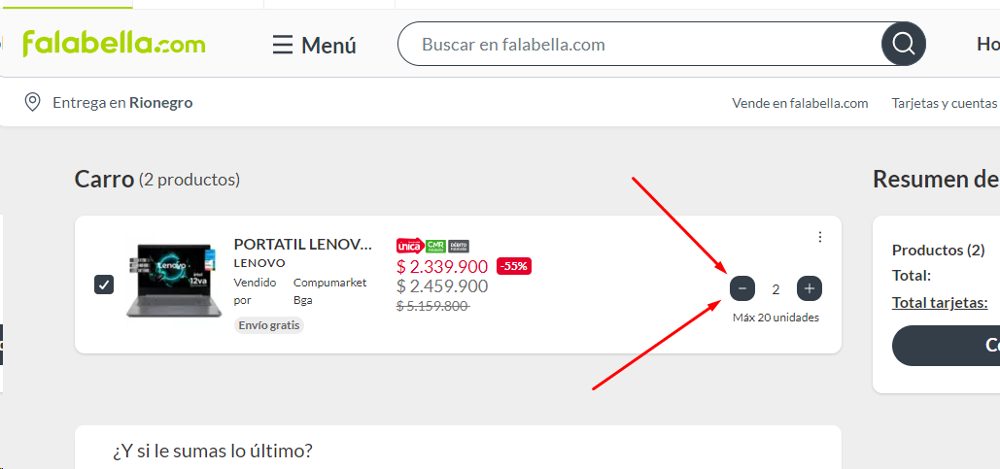 falabella.com
Menú
Buscar en falabella.com
Ho
Entrega en Rionegro
Vende en falabella.com
Tarjetas y cuentas
Carro (2 productos)
Resumen de
PORTATIL LENOV...
LENOVO
Vendido por
Compumarket Bga
Envío gratis
única CMR DÉBITO
$ 2.339.900 -55%
$ 2.459.900
$ 5.159.800
− 2 +
Máx 20 unidades
Productos (2)
Total:
Total tarjetas:
Co
¿Y si le sumas lo último?